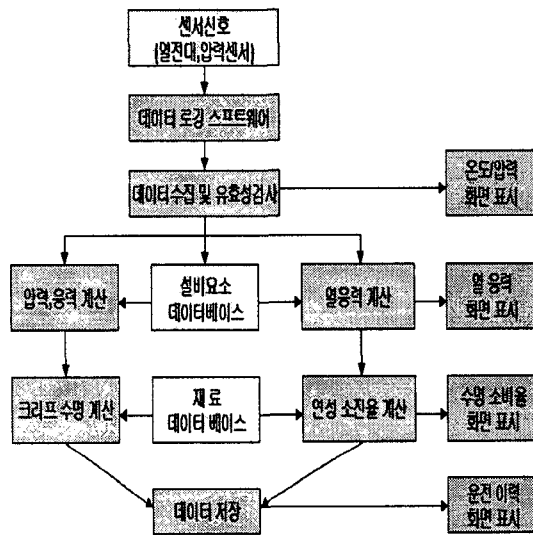 센서신호
(열전대,압력센서)
데이터 로깅 스프트웨어
데이터수집 및 유효성검사
온도/압력
화면 표시
압력,응력 계산
설비요소
데이터베이스
열응력 계산
열 응력
화면 표시
크리프 수명 계산
재 료
데이터 베이스
연성 소진율 계산
수명 소비율
화면 표시
데이터 저장
운전 이력
화면 표시